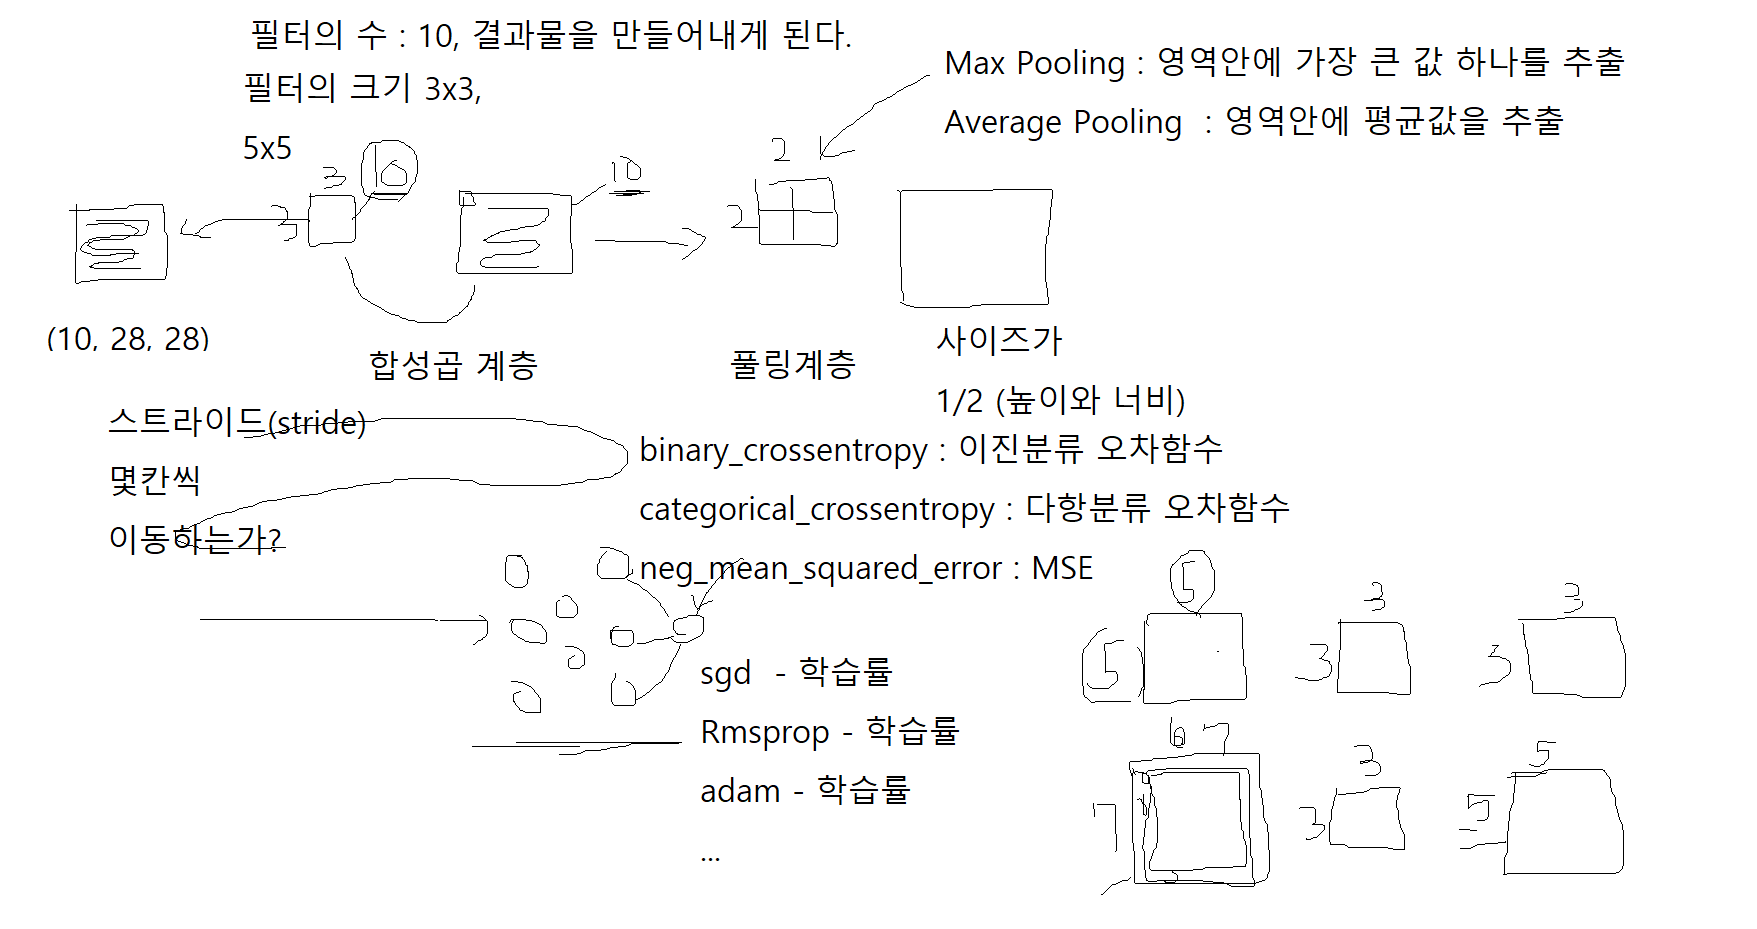 필터의 수 : 10, 결과물을 만들어내게 된다.
필터의 크기 3x3,
5x5
Max Pooling : 영역안에 가장 큰 값 하나를 추출
Average Pooling : 영역안에 평균값을 추출
3
10
3
10
2
2
(10, 28, 28)
합성곱 계층
풀링계층
사이즈가
1/2 (높이와 너비)
스트라이드(stride)
몇칸씩
이동하는가?
binary_crossentropy : 이진분류 오차함수
categorical_crossentropy : 다항분류 오차함수
neg_mean_squared_error : MSE
sgd - 학습률
Rmsprop - 학습률
adam - 학습률
...
5
5
3
3
3
3
6 7
7
3
3
5
5